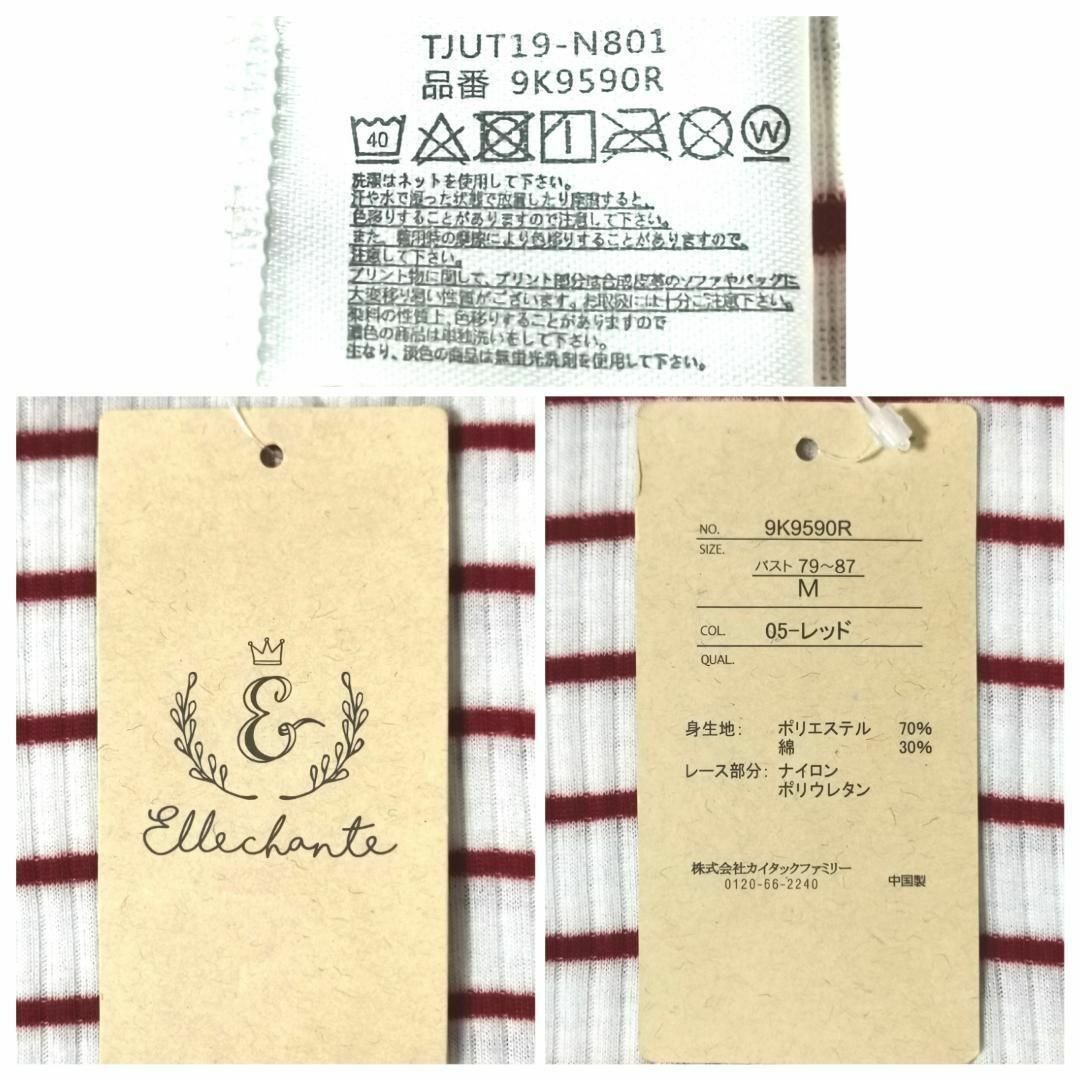 TJUT19-N801
品番 9K9590R
40
W
洗濯はネットを使用して下さい。
汗や水で湿った状態で放置したり摩擦すると、
色移りすることがありますので注意して下さい。
また、着用時の摩擦により色移りすることがありますので、
注意して下さい。
プリント物に関して、プリント部分は合成皮革のソファやバッグに
大変移り易い性質がございます。お取扱には十分ご注意下さい。
染料の性質上、色移りすることがありますので
濃色の商品は単独洗いをして下さい。
生なり、淡色の商品は無蛍光洗剤を使用して下さい。
&
Ellechante
NO. 9K9590R
SIZE.
バスト 79~87
M
COL. 05-レッド
QUAL.
身生地: ポリエステル 70%
綿 30%
レース部分: ナイロン
ポリウレタン
株式会社カイタックファミリー
0120-66-2240 中国製